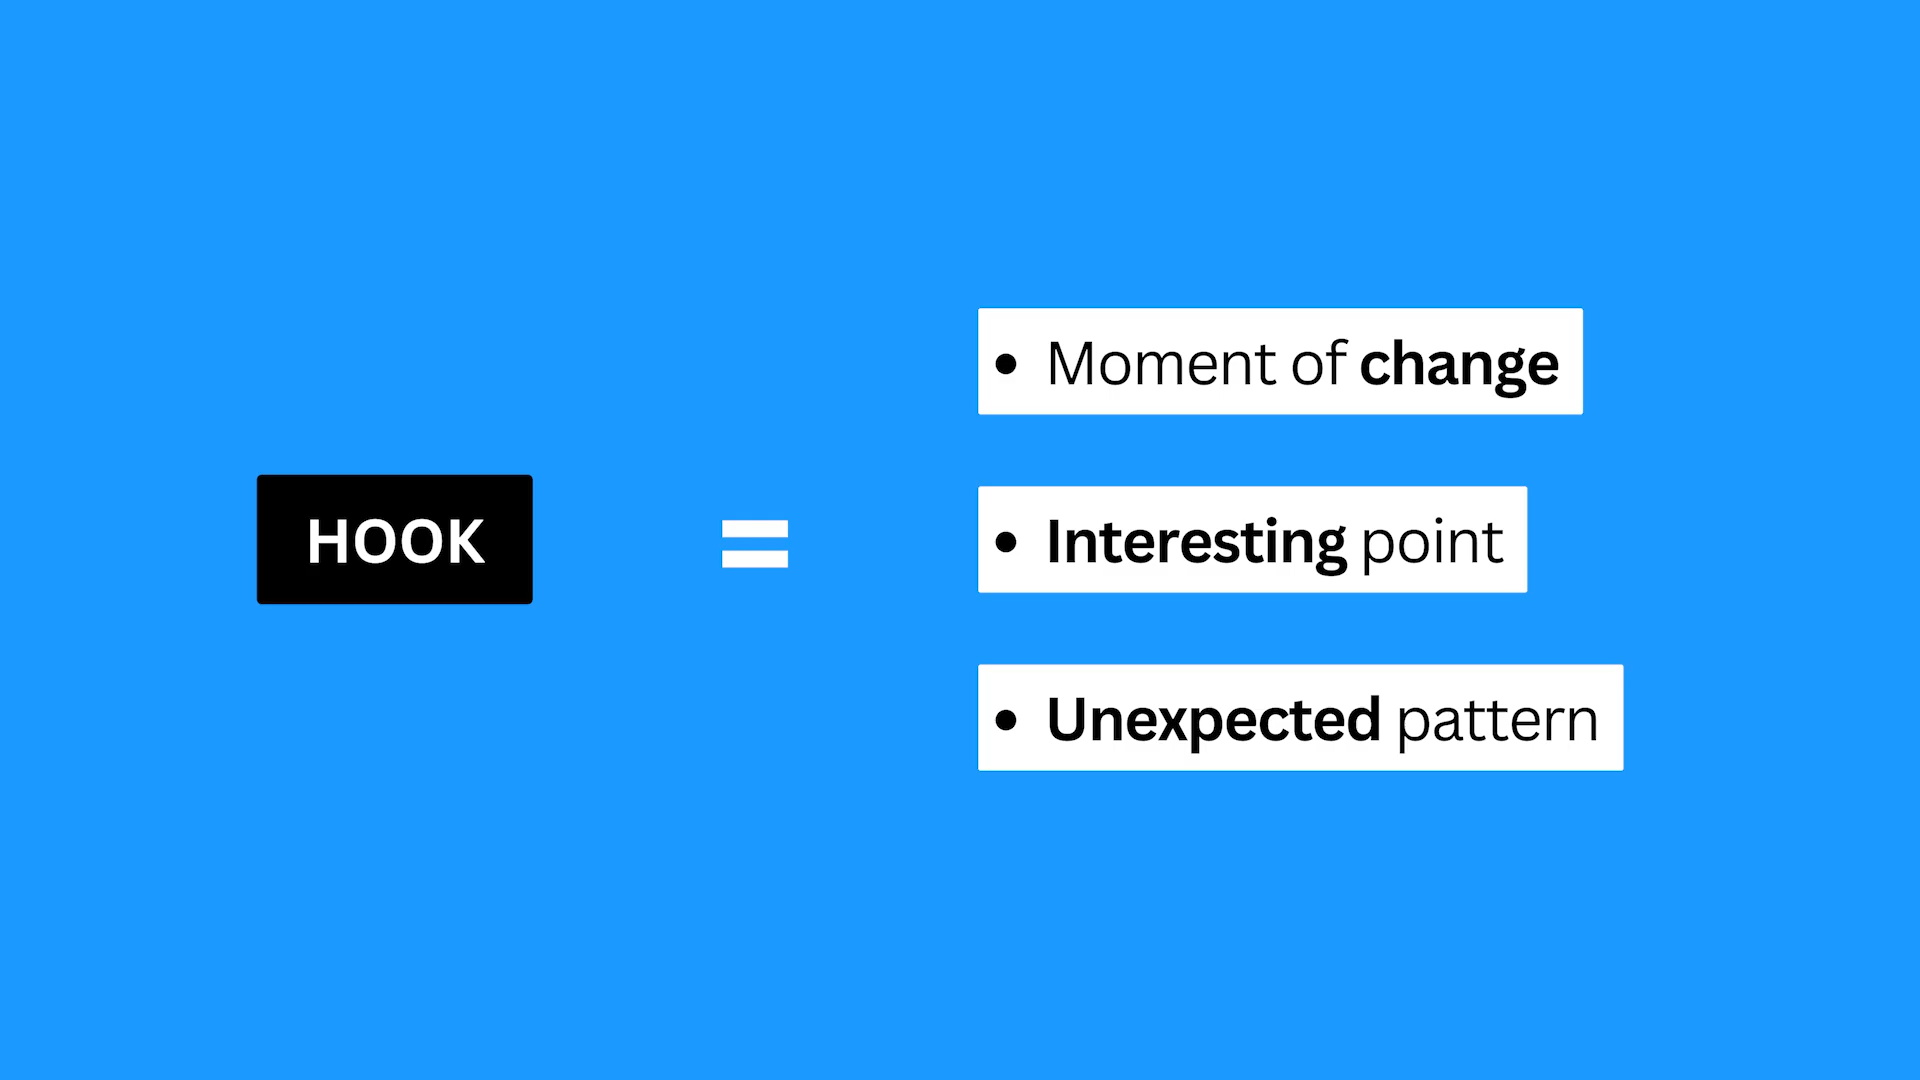 HOOK
=
• Moment of change
• Interesting point
• Unexpected pattern